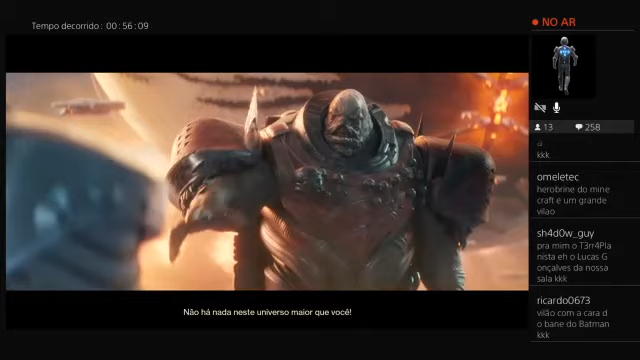 Tempo decorrido : 00:56:09
NO AR
13 258
kkk
omeletec
herobrine do mine
craft e um grande
vilao
sh4d0w_guy
pra mim o T3rr4Pla
nista eh o Lucas G
onçalves da nossa
sala kkk
ricardo0673
vilão com a cara d
o bane do Batman
kkk
Não há nada neste universo maior que você!